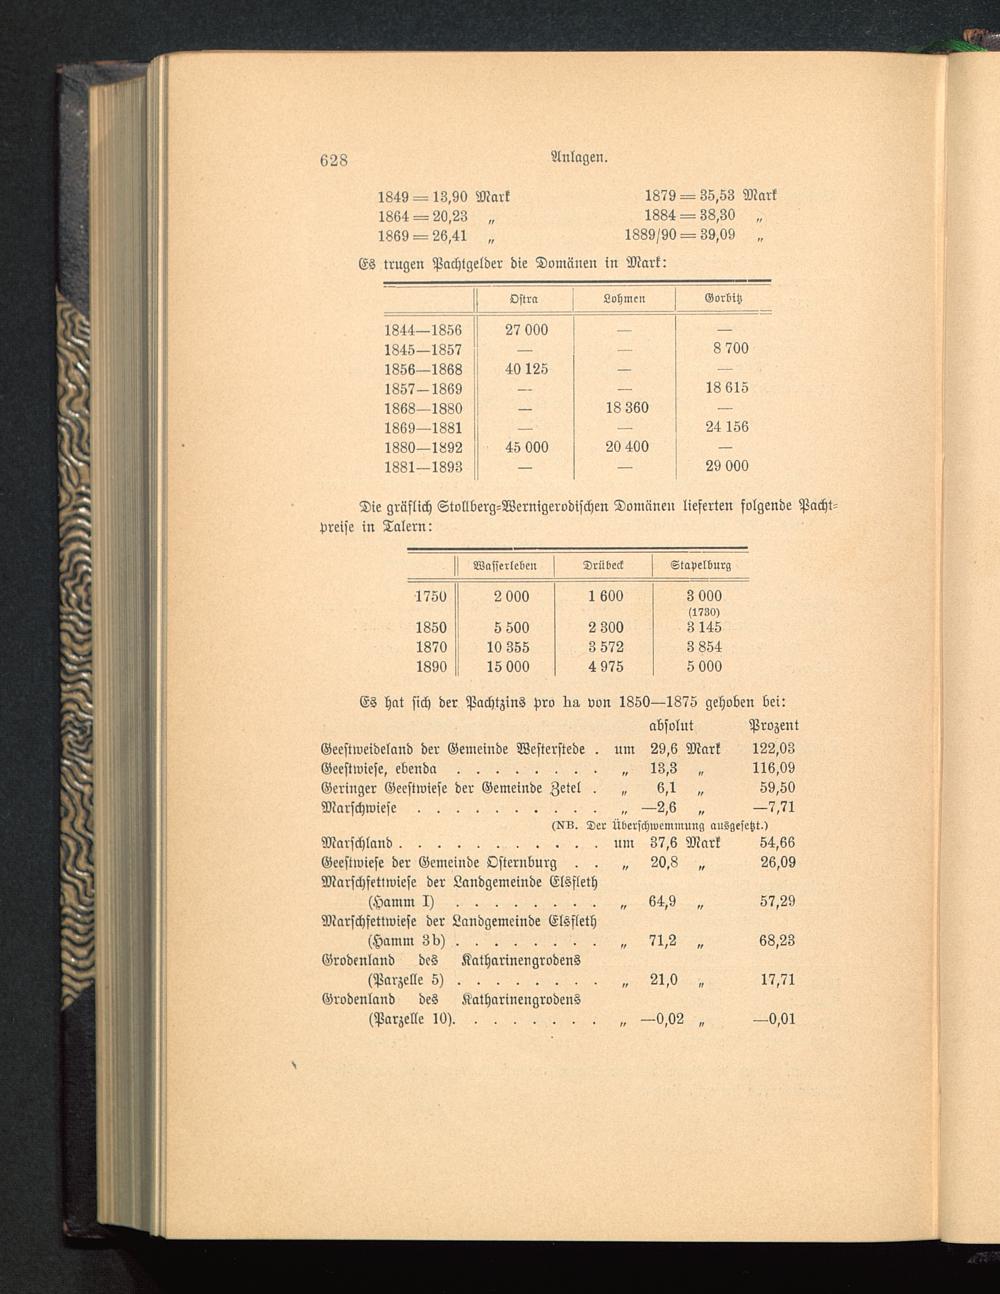 628 Anlagen.
1849 = 13,90 Mark 1879 = 35,53 Mark
1864 = 20,23 „ 1884 = 38,30 „
1869 = 26,41 „ 1889/90 = 39,09 „
Es trugen Pachtgelder die Domänen in Mark:
Ostra Lohmen Gorbitz
1844—1856 27 000 — —
1845—1857 — — 8 700
1856—1868 40 125 — —
1857—1869 — — 18 615
1868—1880 — 18 360 —
1869—1881 — — 24 156
1880—1892 45 000 20 400 —
1881—1893 — — 29 000
Die gräflich Stollberg-Wernigerodischen Domänen lieferten folgende Pacht-
preise in Talern:
Wasserleben Drübeck Stapelburg
1750 2 000 1 600 3 000
(1730)
1850 5 500 2 300 3 145
1870 10 355 3 572 3 854
1890 15 000 4 975 5 000
Es hat sich der Pachtzins pro ha von 1850—1875 gehoben bei:
absolut Prozent
Geestweideland der Gemeinde Westerstede . um 29,6 Mark 122,03
Geestwiese, ebenda . . . . . . . . „ 13,3 „ 116,09
Geringer Geestwiese der Gemeinde Zetel . „ 6,1 „ 59,50
Marschwiese . . . . . . . . . . „ —2,6 „ —7,71
(NB. Der Überschwemmung ausgesetzt.)
Marschland . . . . . . . . . . . um 37,6 Mark 54,66
Geestwiese der Gemeinde Osternburg . . „ 20,8 „ 26,09
Marschfettwiese der Landgemeinde Elsfleth
(Hamm I) . . . . . . . . „ 64,9 „ 57,29
Marschfettwiese der Landgemeinde Elsfleth
(Hamm 3b) . . . . . . . . „ 71,2 „ 68,23
Grodenland des Katharinengrodens
(Parzelle 5) . . . . . . . . „ 21,0 „ 17,71
Grodenland des Katharinengrodens
(Parzelle 10). . . . . . . . „ —0,02 „ —0,01